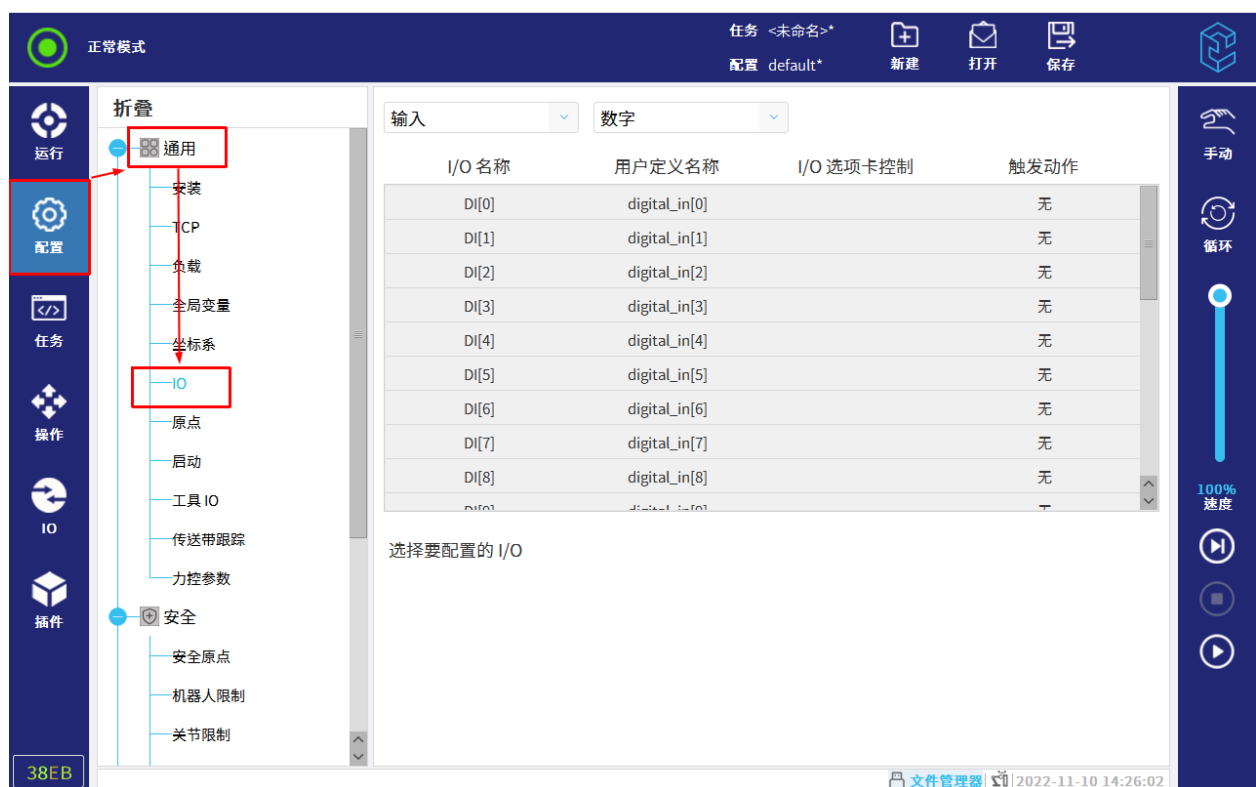 正常模式
任务 <未命名>*
配置 default*
新建
打开
保存
运行
配置
任务
操作
IO
插件
38EB
折叠
通用
安装
TCP
负载
全局变量
坐标系
IO
原点
启动
工具 IO
传送带跟踪
力控参数
安全
安全原点
机器人限制
关节限制
输入 数字
I/O 名称 用户定义名称 I/O 选项卡控制 触发动作
DI[0] digital_in[0] 无
DI[1] digital_in[1] 无
DI[2] digital_in[2] 无
DI[3] digital_in[3] 无
DI[4] digital_in[4] 无
DI[5] digital_in[5] 无
DI[6] digital_in[6] 无
DI[7] digital_in[7] 无
DI[8] digital_in[8] 无
DI[9] digital_in[9] 无
选择要配置的 I/O
手动
循环
100%
速度
文件管理器 2022-11-10 14:26:02